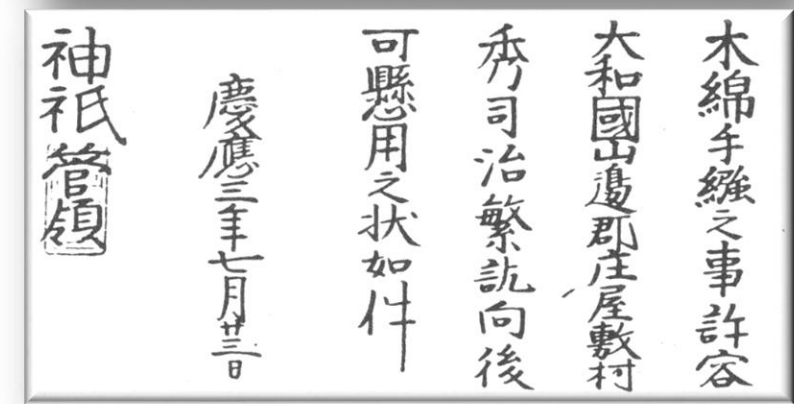 木綿手繦之事許容
大和國山邉郡庄屋敷村
秀司治繁訖向後
可懸用之状如件
慶應三年七月廿三日
神祇管領